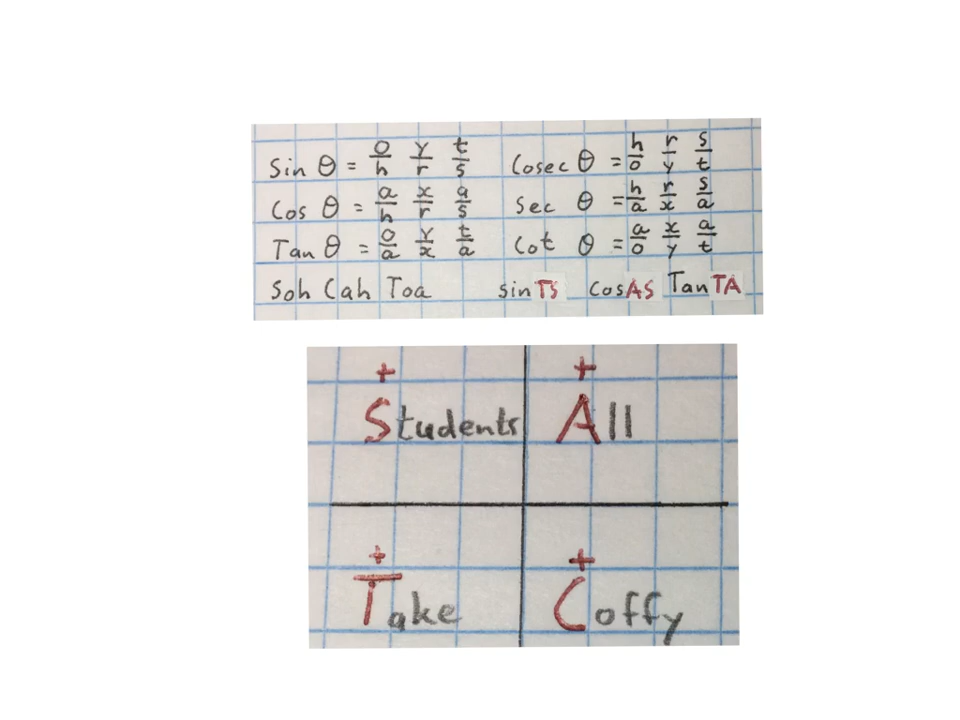 Sin θ = o/h y/r t/s Cosec θ = h/o r/y s/t
Cos θ = a/h x/r a/s Sec θ = h/a r/x s/a
Tan θ = o/a y/x t/a Cot θ = a/o x/y a/t
Soh Cah Toa sinTS cosAS TanTA
+ +
Students All
+ +
Take Coffy